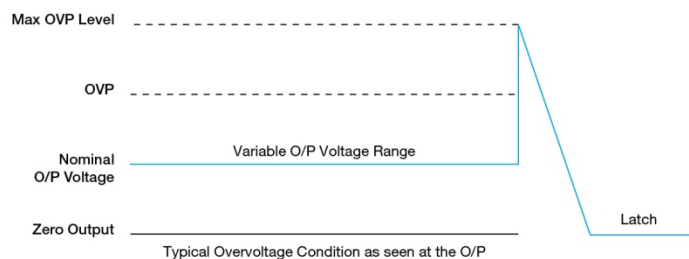 Max OVP Level
OVP
Variable O/P Voltage Range
Nominal
O/P Voltage
Latch
Zero Output
Typical Overvoltage Condition as seen at the O/P